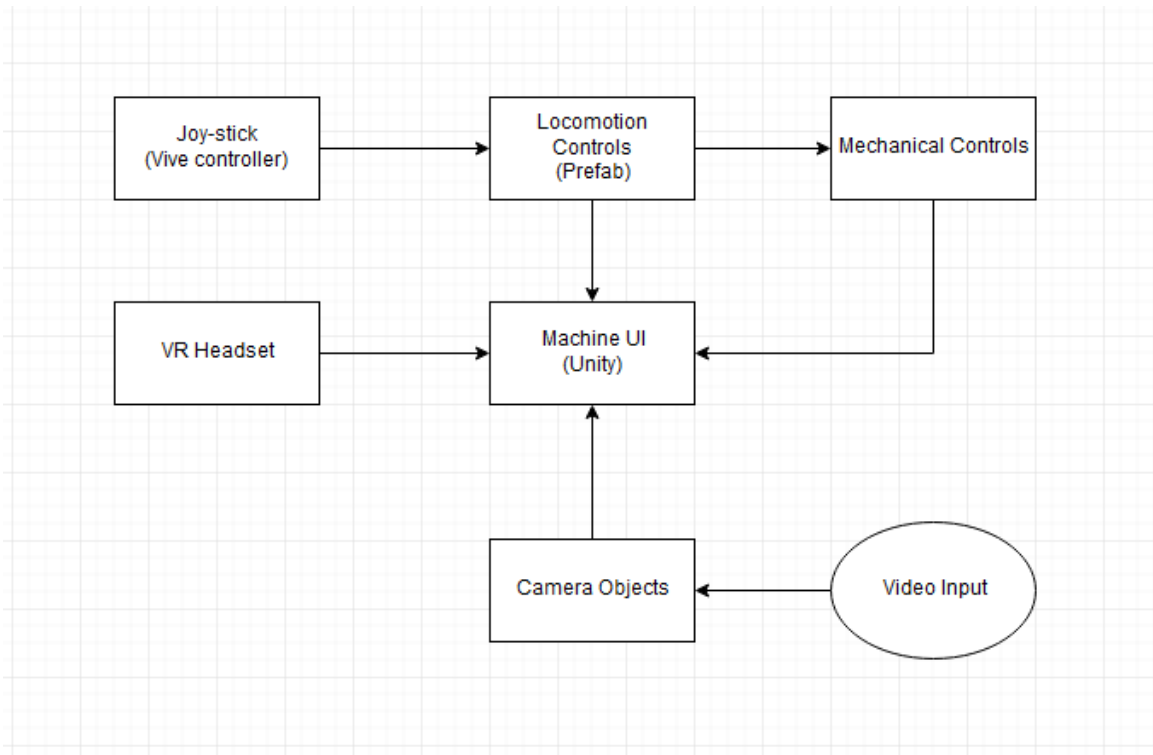 Joy-stick
(Vive controller)
Locomotion
Controls
(Prefab)
Mechanical Controls
VR Headset
Machine UI
(Unity)
Camera Objects
Video Input